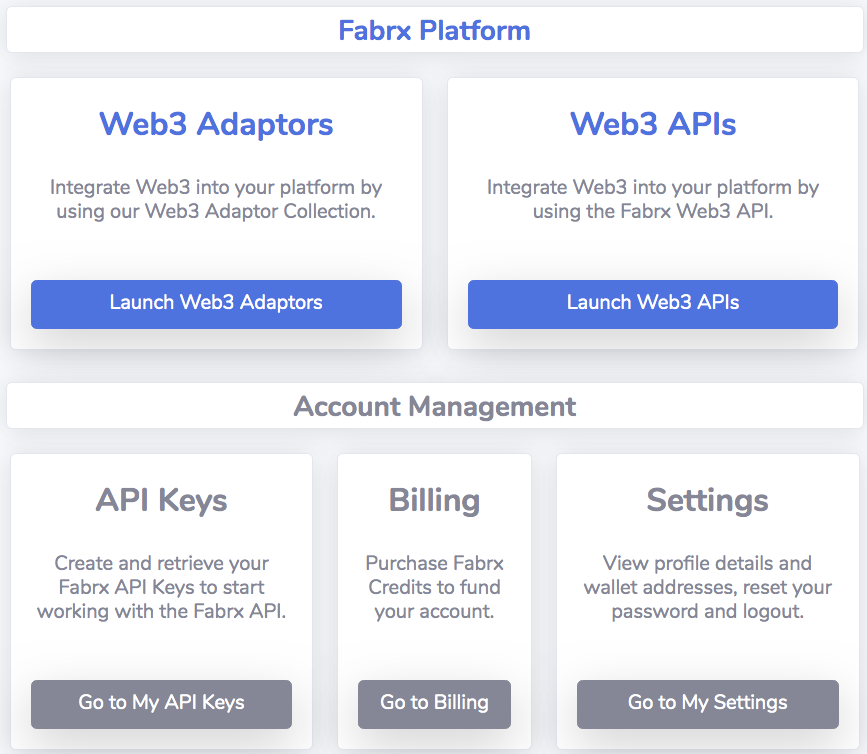 Fabrx Platform
Web3 Adaptors
Integrate Web3 into your platform by
using our Web3 Adaptor Collection.
Launch Web3 Adaptors
Web3 APIs
Integrate Web3 into your platform by
using the Fabrx Web3 API.
Launch Web3 APIs
Account Management
API Keys
Create and retrieve your
Fabrx API Keys to start
working with the Fabrx API.
Go to My API Keys
Billing
Purchase Fabrx
Credits to fund
your account.
Go to Billing
Settings
View profile details and
wallet addresses, reset your
password and logout.
Go to My Settings